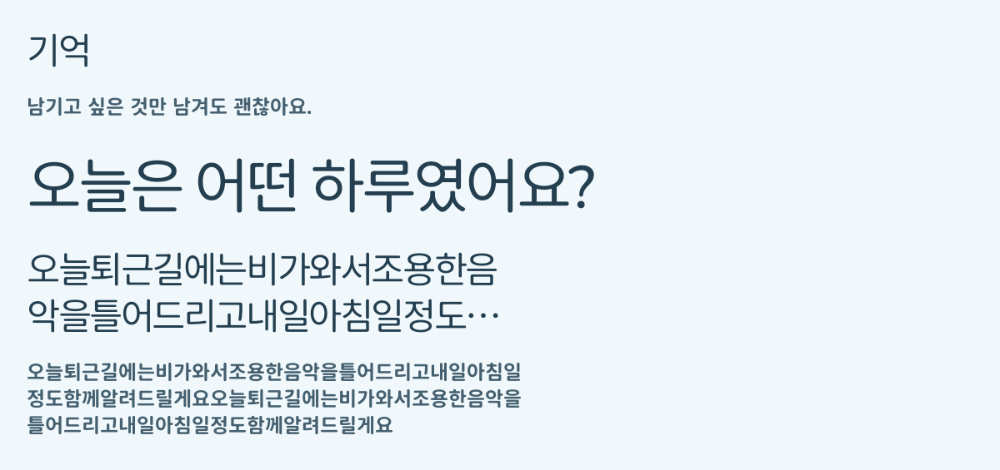 기억
남기고 싶은 것만 남겨도 괜찮아요.
오늘은 어떤 하루였어요?
오늘퇴근길에는비가와서조용한음
악을틀어드리고내일아침일정도…
오늘퇴근길에는비가와서조용한음악을틀어드리고내일아침일
정도함께알려드릴게요오늘퇴근길에는비가와서조용한음악을
틀어드리고내일아침일정도함께알려드릴게요